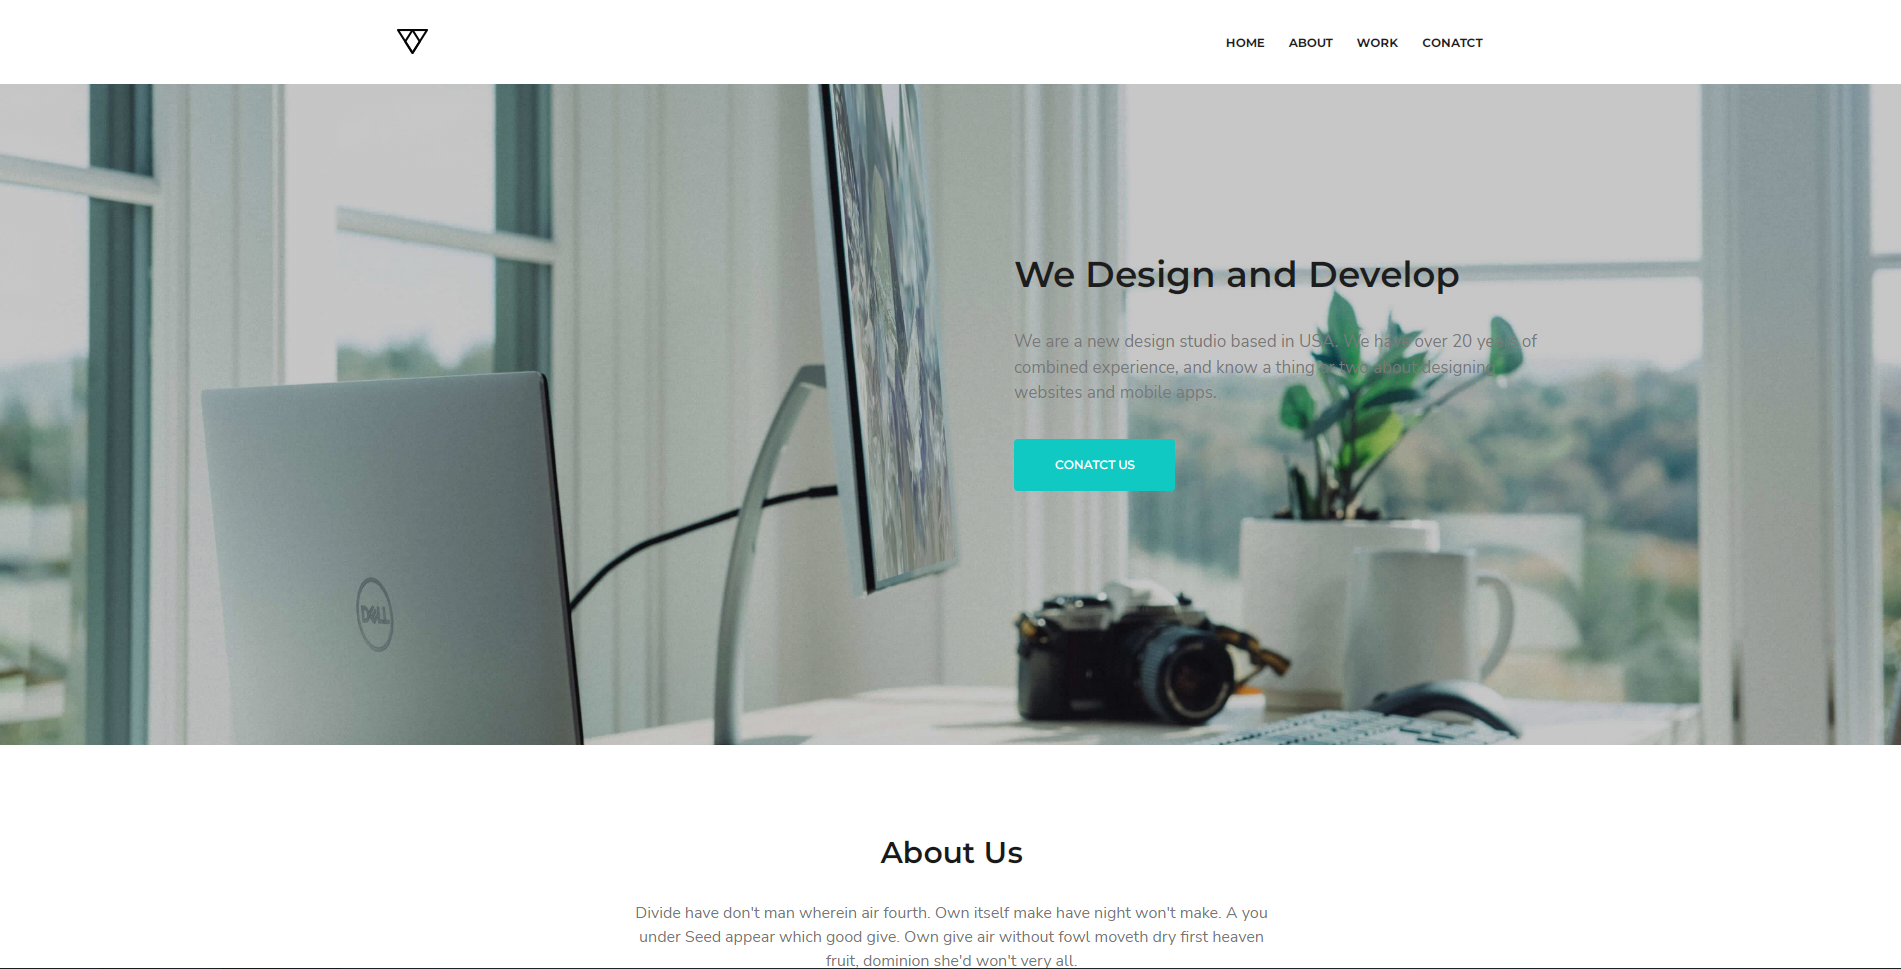 HOME ABOUT WORK CONATCT
We Design and Develop
We are a new design studio based in USA. We have over 20 years of
combined experience, and know a thing or two about designing
websites and mobile apps.
CONATCT US
DELL
About Us
Divide have don't man wherein air fourth. Own itself make have night won't make. A you
under Seed appear which good give. Own give air without fowl moveth dry first heaven
fruit, dominion she'd won't very all.